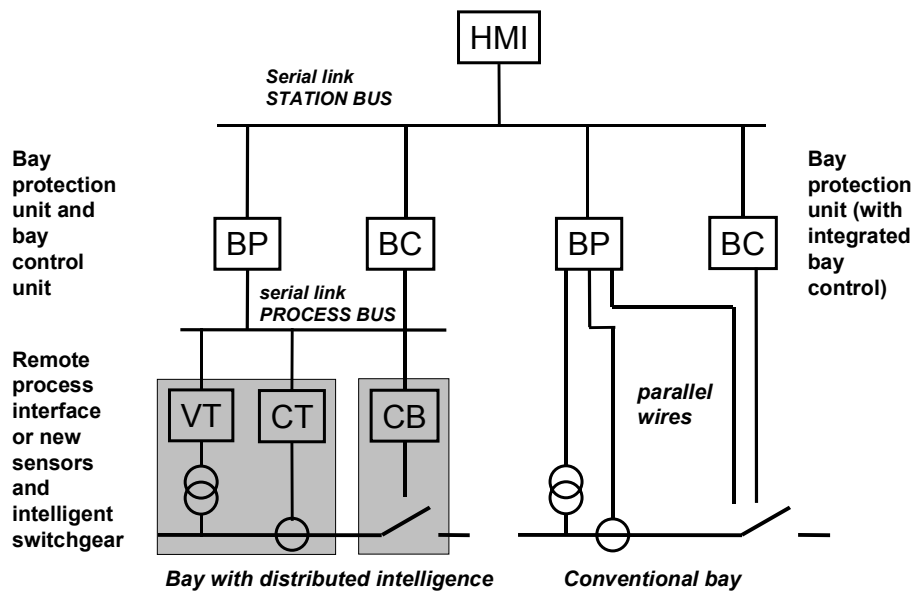 HMI
Serial link
STATION BUS
Bay
protection
unit and
bay
control
unit
Bay
protection
unit (with
integrated
bay
control)
BP
BC
BP
BC
serial link
PROCESS BUS
Remote
process
interface
or new
sensors
and
intelligent
switchgear
VT
CT
CB
parallel
wires
Bay with distributed intelligence
Conventional bay